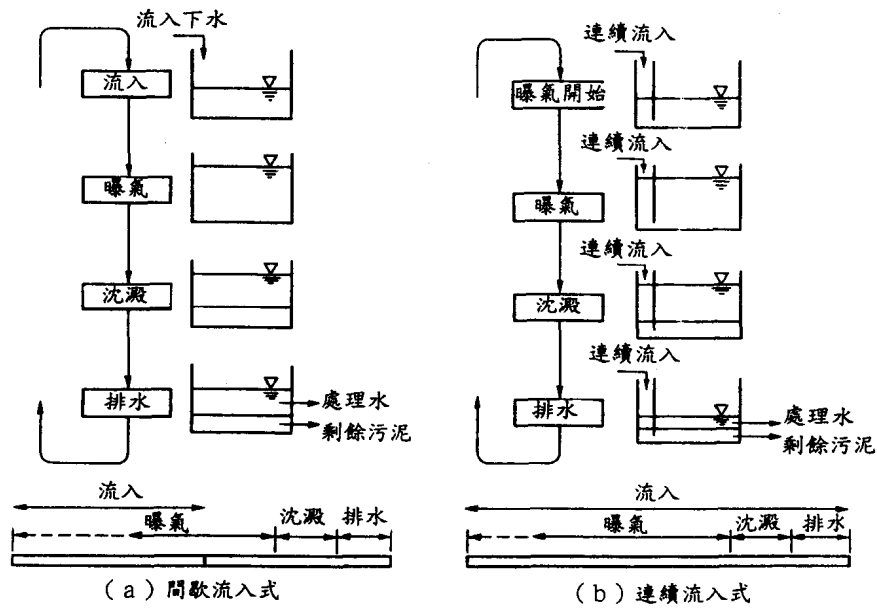 流入下水
流入
曝氣
沈澱
排水
處理水
剩餘污泥
流入
曝氣
沈澱
排水
(a)間歇流入式
連續流入
曝氣開始
連續流入
曝氣
連續流入
沈澱
連續流入
排水
處理水
剩餘污泥
流入
曝氣
沈澱
排水
(b)連續流入式